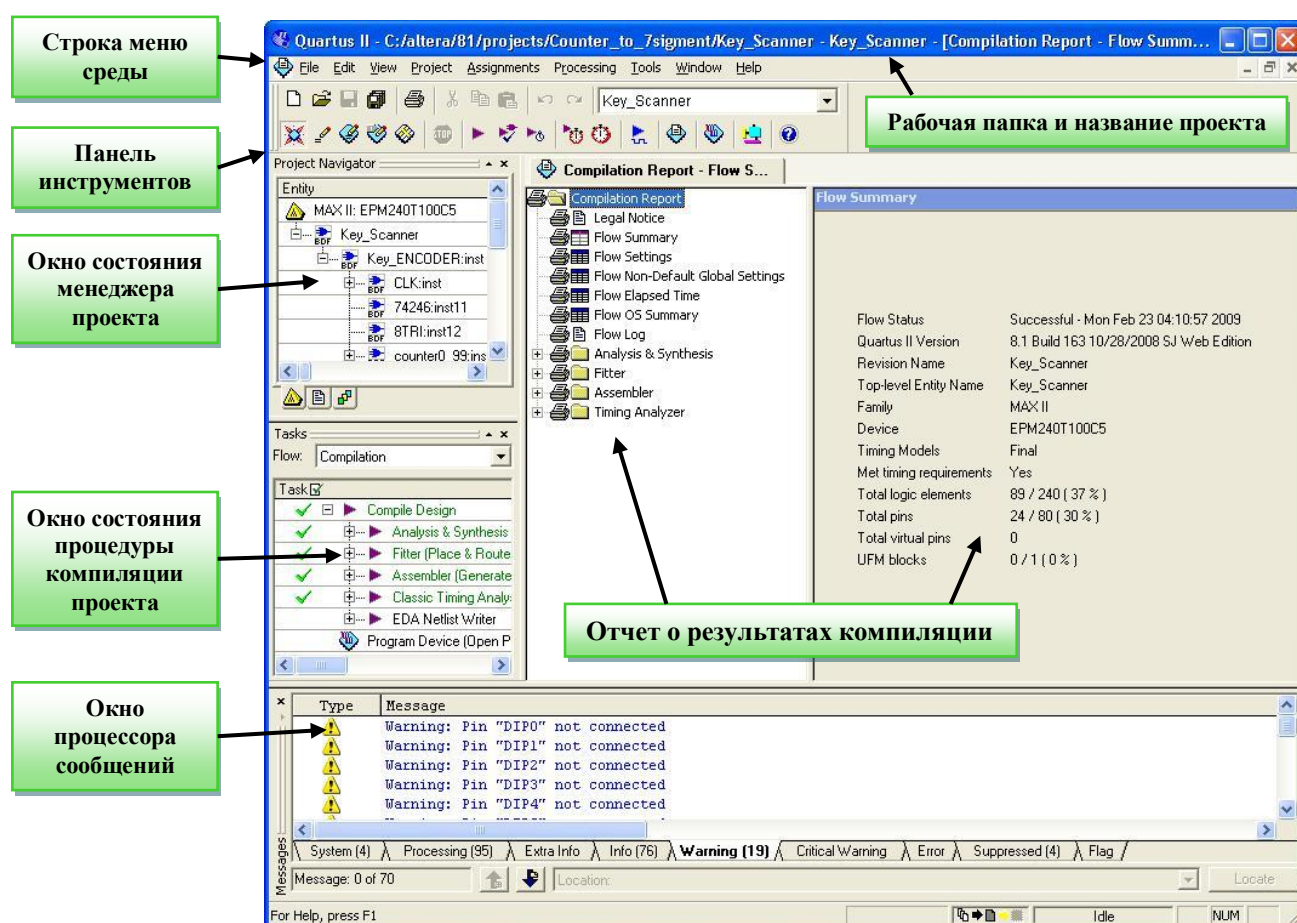 Строка меню
среды
Панель
инструментов
Окно состояния
менеджера
проекта
Окно состояния
процедуры
компиляции
проекта
Окно
процессора
сообщений
Quartus II - C:/altera/81/projects/Counter_to_7sigment/Key_Scanner - Key_Scanner - [Compilation Report - Flow Summ...
File Edit View Project Assignments Processing Tools Window Help
Key_Scanner
STOP
Рабочая папка и название проекта
Project Navigator
Entity
MAX II: EPM240T100C5
BDF Key_Scanner
BDF Key_ENCODER:inst
BDF CLK:inst
BDF 74246:inst11
BDF 8TRI:inst12
counter0_99:ins
Tasks
Flow: Compilation
Task
Compile Design
Analysis & Synthesis
Fitter (Place & Route
Assembler (Generate
Classic Timing Analy
EDA Netlist Writer
Program Device (Open P
Compilation Report - Flow S...
Compilation Report
Legal Notice
Flow Summary
Flow Settings
Flow Non-Default Global Settings
Flow Elapsed Time
Flow OS Summary
Flow Log
Analysis & Synthesis
Fitter
Assembler
Timing Analyzer
Flow Summary
Flow Status Successful - Mon Feb 23 04:10:57 2009
Quartus II Version 8.1 Build 163 10/28/2008 SJ Web Edition
Revision Name Key_Scanner
Top-level Entity Name Key_Scanner
Family MAX II
Device EPM240T100C5
Timing Models Final
Met timing requirements Yes
Total logic elements 89 / 240 ( 37 % )
Total pins 24 / 80 ( 30 % )
Total virtual pins 0
UFM blocks 0 / 1 ( 0 % )
Отчет о результатах компиляции
Type Message
Warning: Pin "DIP0" not connected
Warning: Pin "DIP1" not connected
Warning: Pin "DIP2" not connected
Warning: Pin "DIP3" not connected
Warning: Pin "DIP4" not connected
System (4) Processing (95) Extra Info Info (76) Warning (19) Critical Warning Error Suppressed (4) Flag
Messages
Message: 0 of 70 Location: Locate
For Help, press F1 Idle NUM